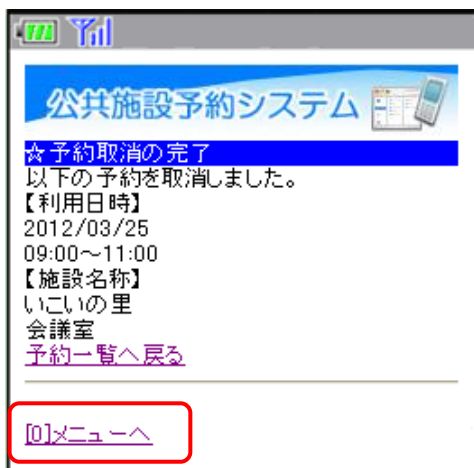 公共施設予約システム
☆予約取消の完了
以下の予約を取消しました。
【利用日時】
2012/03/25
09:00～11:00
【施設名称】
いこいの里
会議室
予約一覧へ戻る
[0]メニューへ